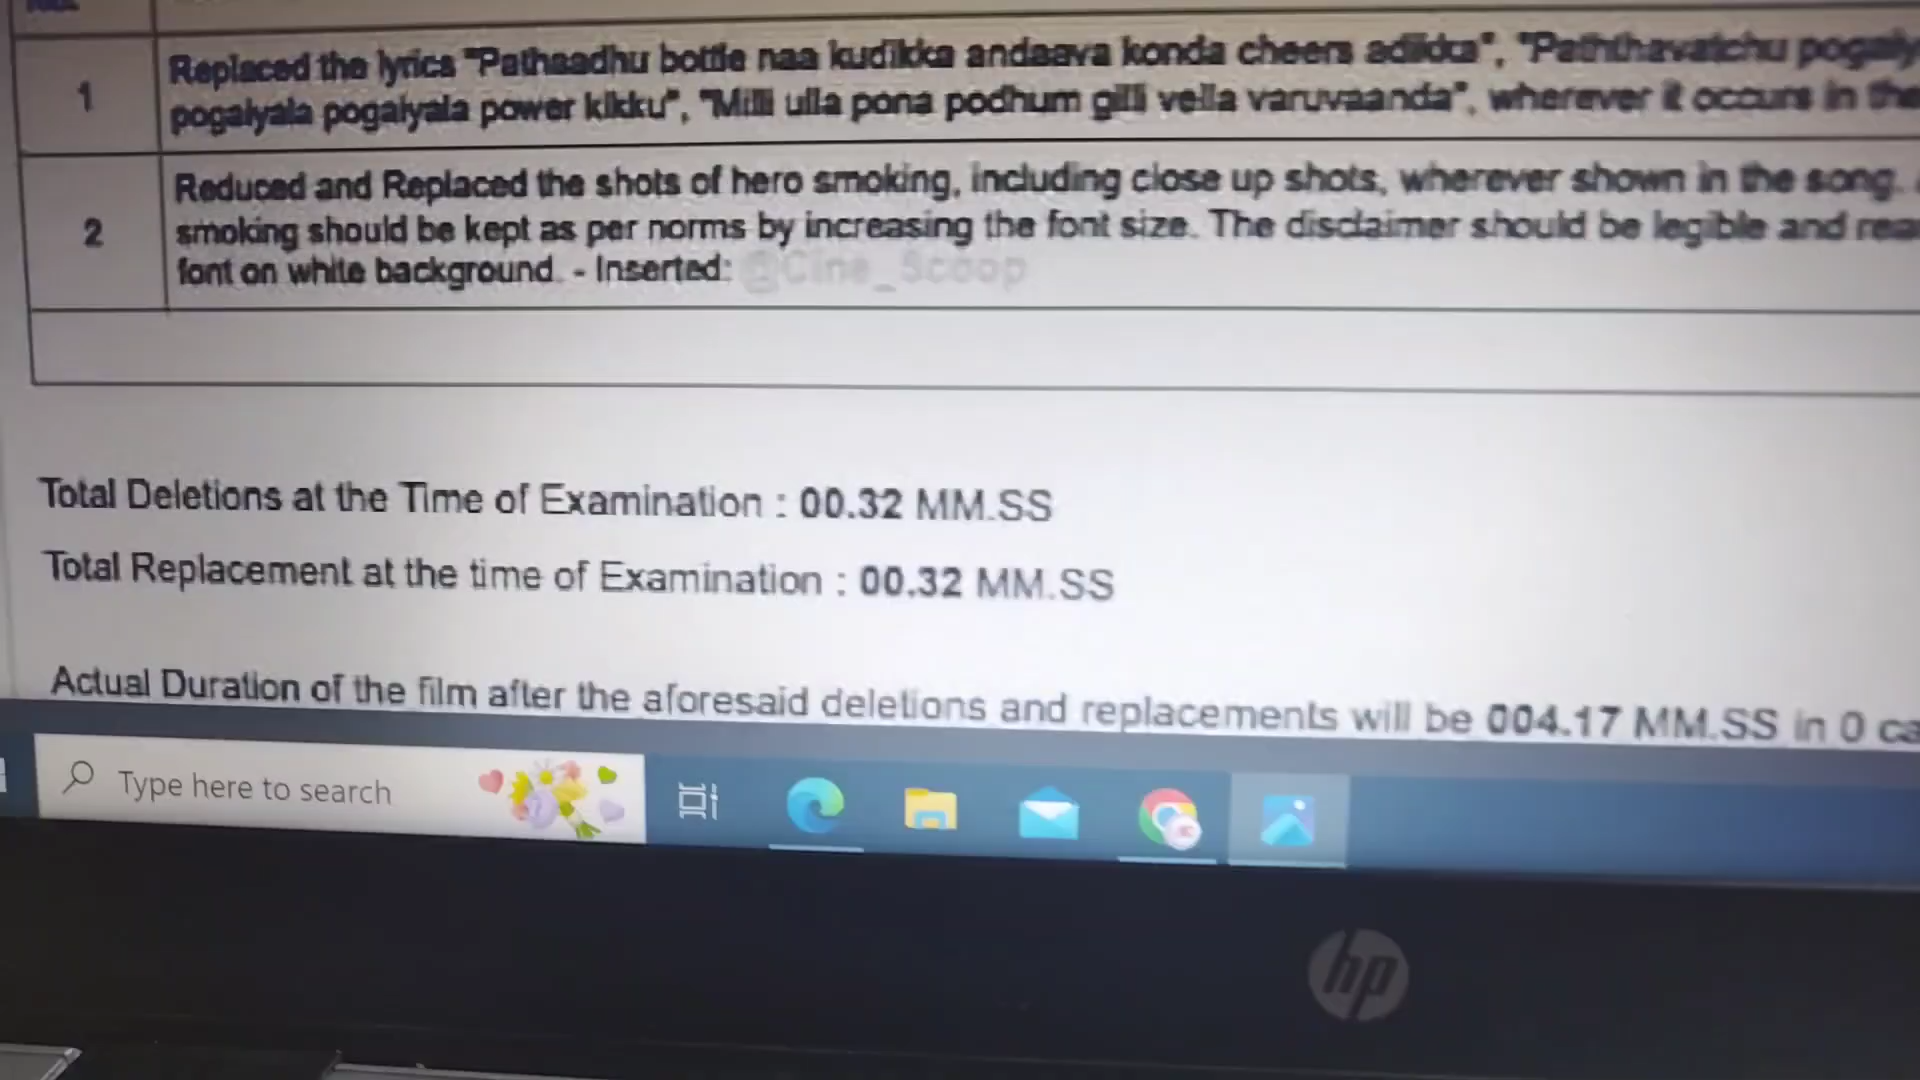 1
Replaced the lyrics "Pathaadhu bottle naa kudikka andaava konda cheers adikka", "Paththavatchu
pogaiyala pogaiyala power kikku", "Milli ulla pona podhum gilli vella varuvaanda", wherever it occurs in the
2
Reduced and Replaced the shots of hero smoking, including close up shots, wherever shown in the song.
smoking should be kept as per norms by increasing the font size. The disclaimer should be legible and
font on white background. - Inserted: @Cine_Scoop
Total Deletions at the Time of Examination : 00.32 MM.SS
Total Replacement at the time of Examination : 00.32 MM.SS
Actual Duration of the film after the aforesaid deletions and replacements will be 004.17 MM.SS in 0
Type here to search
hp